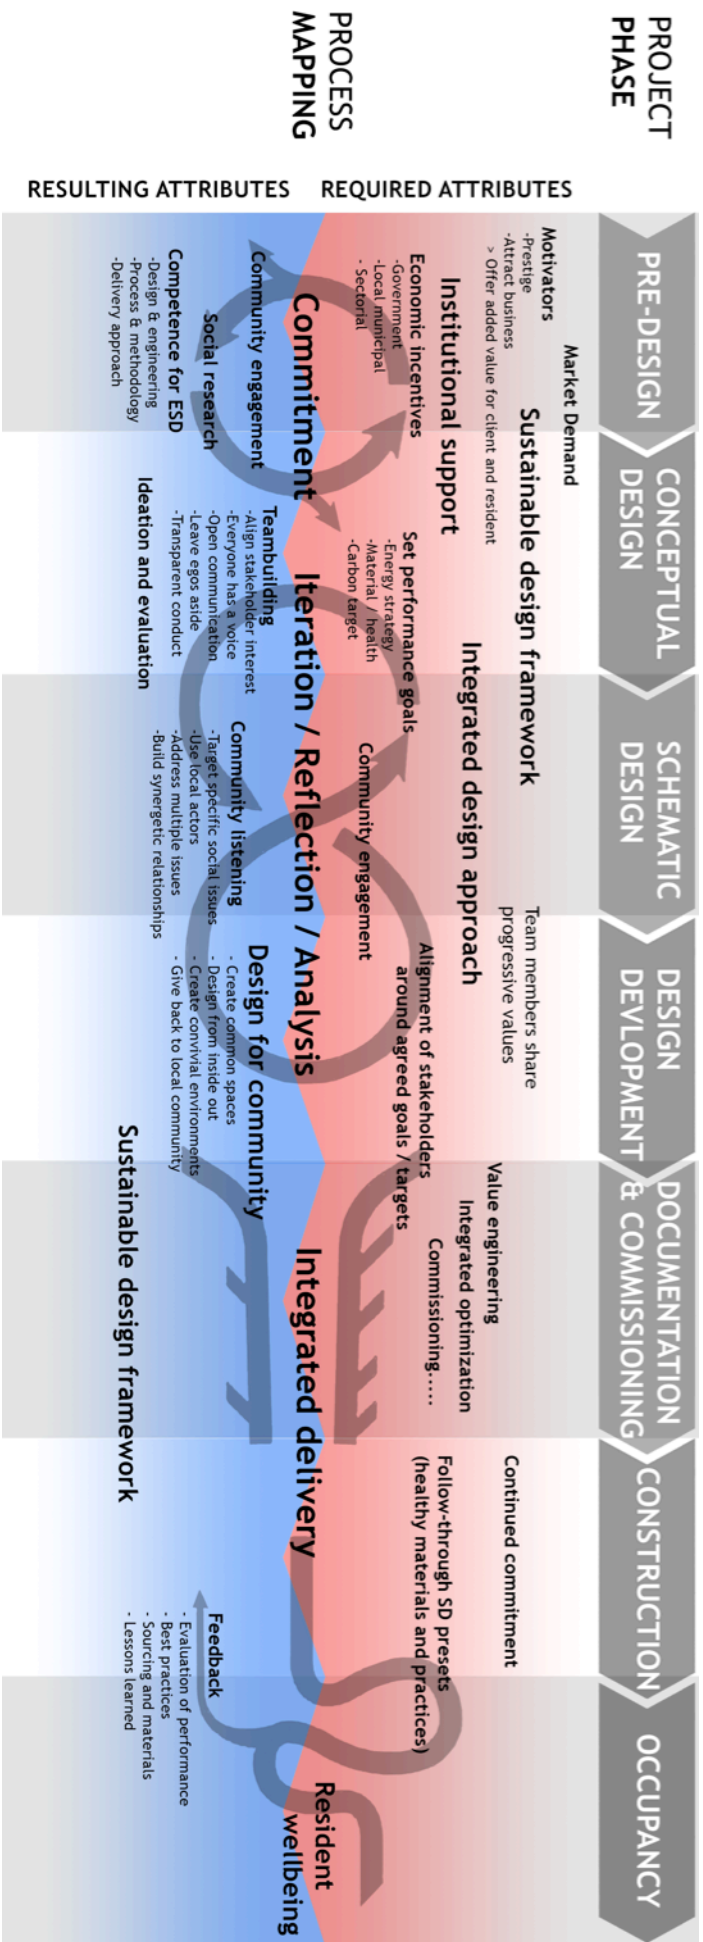 PROJECT
PHASE
PRE-DESIGN
CONCEPTUAL
DESIGN
SCHEMATIC
DESIGN
DESIGN
DEVLOPMENT
DOCUMENTATION
& COMMISSIONING
CONSTRUCTION
OCCUPANCY
PROCESS
MAPPING
REQUIRED ATTRIBUTES
Market Demand
Motivators
-Prestige
-Attract business
> Offer added value for client and resident
Sustainable design framework
Institutional support
Economic incentives
-Government
-Local municipal
- Sectorial
Set performance goals
-Energy strategy
-Material / health
-Carbon target
Integrated design approach
Community engagement
Team members share
progressive values
Alignment of stakeholders
around agreed goals / targets
Value engineering
Integrated optimization
Commissioning.....
Continued commitment
Follow-through SD presets
(healthy materials and practices)
Commitment
Iteration / Reflection / Analysis
Integrated delivery
Resident
wellbeing
RESULTING ATTRIBUTES
Community engagement
Social research
Competence for ESD
-Design & engineering
-Process & methodology
-Delivery approach
Teambuilding
-Align stakeholder interest
-Everyone has a voice
-Open communication
-Leave egos aside
-Transparent conduct
Ideation and evaluation
Community listening
-Target specific social issues
-Use local actors
-Address multiple issues
-Build synergetic relationships
Design for community
- Create common spaces
- Design from inside out
- Create convivial environments
- Give back to local community
Sustainable design framework
Feedback
- Evaluation of performance
- Best practices
- Sourcing and materials
- Lessons learned